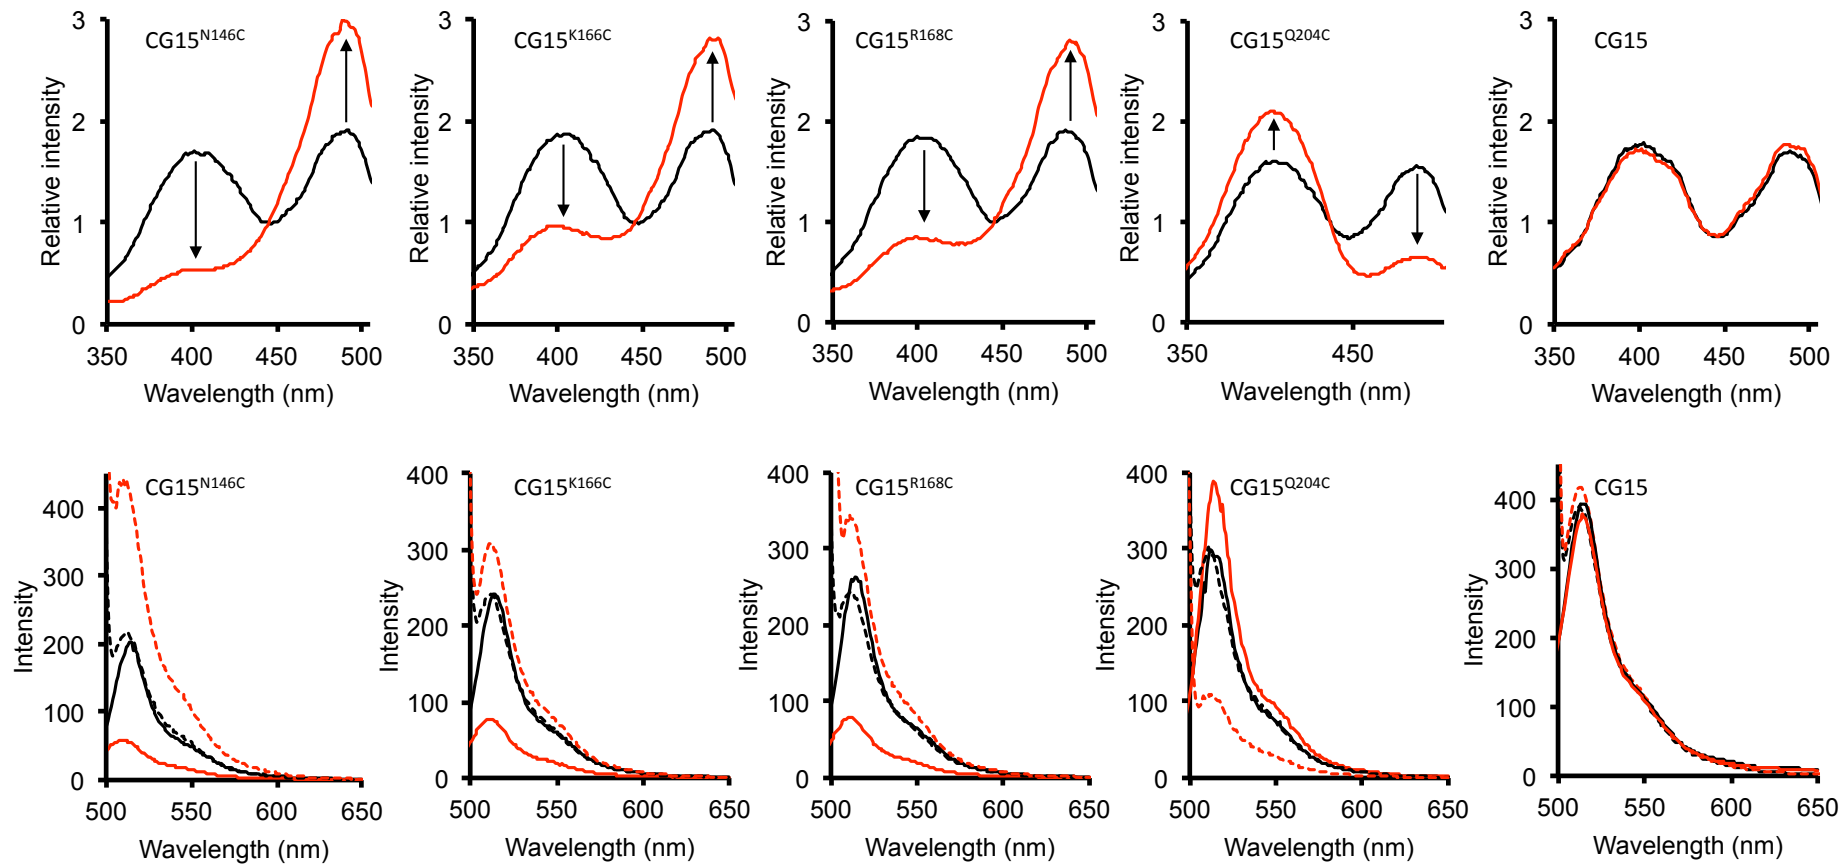 CG15N146C
Relative intensity
3
2
1
0
350 400 450 500
Wavelength (nm)
CG15K166C
Relative intensity
3
2
1
0
350 400 450 500
Wavelength (nm)
CG15R168C
Relative intensity
3
2
1
0
350 400 450 500
Wavelength (nm)
CG15Q204C
Relative intensity
3
2
1
0
350 450
Wavelength (nm)
CG15
Relative intensity
3
2
1
0
350 400 450 500
Wavelength (nm)
CG15N146C
Intensity
400
300
200
100
0
500 550 600 650
Wavelength (nm)
CG15K166C
Intensity
400
300
200
100
0
500 550 600 650
Wavelength (nm)
CG15R168C
Intensity
400
300
200
100
0
500 550 600 650
Wavelength (nm)
CG15Q204C
Intensity
400
300
200
100
0
500 550 600 650
Wavelength (nm)
CG15
Intensity
400
300
200
100
0
500 550 600 650
Wavelength (nm)